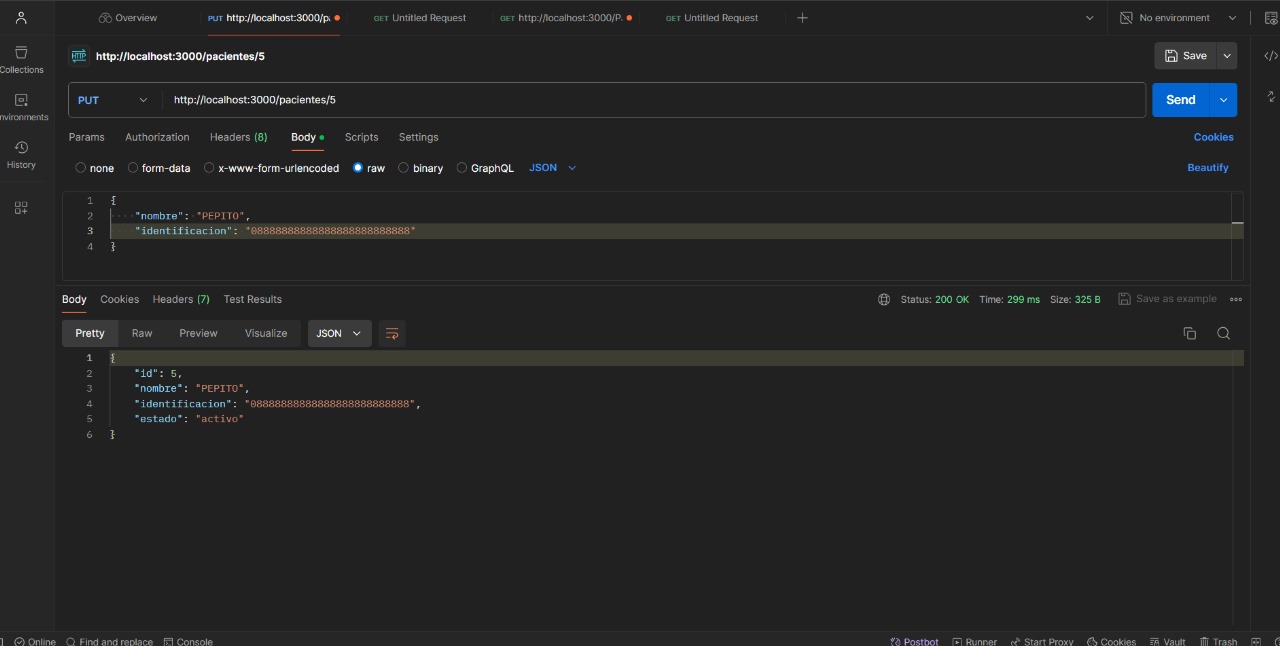 Overview PUT http://localhost:3000/pa GET Untitled Request GET http://localhost:3000/P. GET Untitled Request No environment
Collections
nvironments
History
HTTP http://localhost:3000/pacientes/5 Save
PUT http://localhost:3000/pacientes/5 Send
Params Authorization Headers (8) Body Scripts Settings Cookies
none form-data x-www-form-urlencoded raw binary GraphQL JSON Beautify
1 {
2 "nombre": "PEPITO",
3 "identificacion": "08888888888888888888888888"
4 }
Body Cookies Headers (7) Test Results Status: 200 OK Time: 299 ms Size: 325 B Save as example
Pretty Raw Preview Visualize JSON
1 {
2 "id": 5,
3 "nombre": "PEPITO",
4 "identificacion": "08888888888888888888888888",
5 "estado": "activo"
6 }
Online Find and replace Console Postbot Runner Start Proxy Cookies Vault Trash